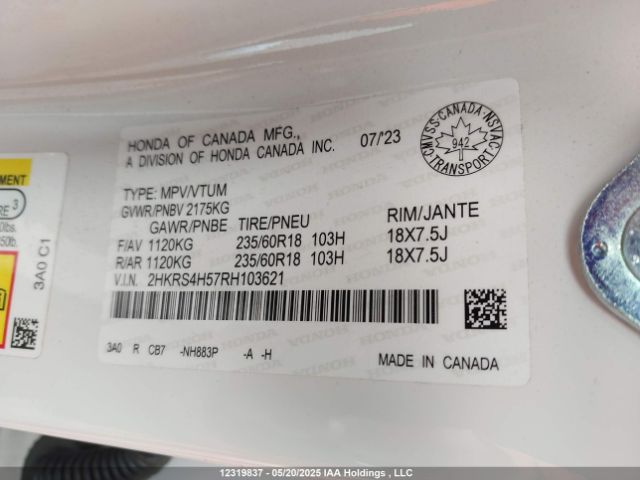 HONDA OF CANADA MFG.,
A DIVISION OF HONDA CANADA INC. 07/'23
CMVSS-CANADA-NSVAC
942
TRANSPORT
TYPE: MPV/VTUM
GVWR/PNBV 2175KG
GAWR/PNBE TIRE/PNEU RIM/JANTE
F/AV 1120KG 235/60R18 103H 18X7.5J
R/AR 1120KG 235/60R18 103H 18X7.5J
V.I.N. 2HKRS4H57RH103621
3A0 R CB7 -NH883P -A -H
MADE IN CANADA
3A0 C1
3
12319837 - 05/20/2025 IAA Holdings , LLC